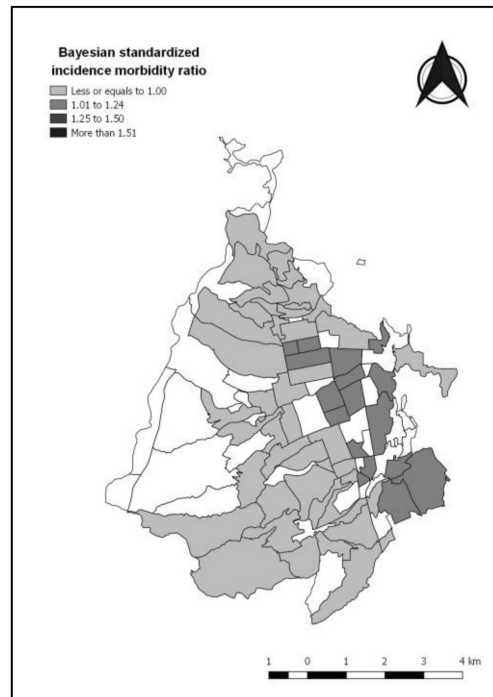 Bayesian standardized
incidence morbidity ratio
Less or equals to 1.00
1.01 to 1.24
1.25 to 1.50
More than 1.51
1 0 1 2 3 4 km